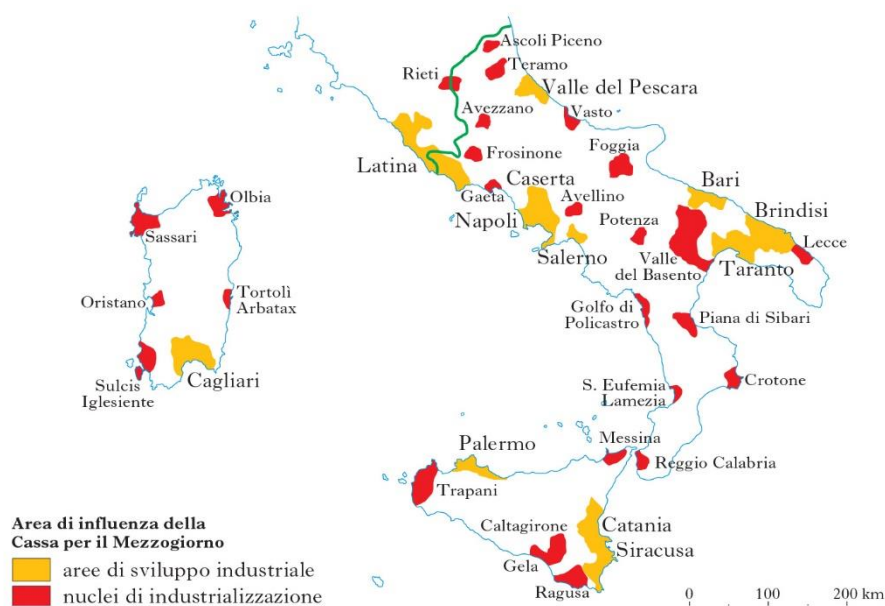 Ascoli Piceno
Teramo
Rieti
Valle del Pescara
Avezzano
Vasto
Frosinone
Foggia
Latina
Gaeta
Caserta
Bari
Olbia
Avellino
Napoli
Potenza
Brindisi
Sassari
Salerno
Valle
del Basento
Lecce
Taranto
Oristano
Tortolì
Arbatax
Golfo di
Policastro
Piana di Sibari
Cagliari
Sulcis
Iglesiente
S. Eufemia
Lamezia
Crotone
Palermo
Messina
Reggio Calabria
Trapani
Caltagirone
Catania
Siracusa
Gela
Ragusa
Area di influenza della
Cassa per il Mezzogiorno
aree di sviluppo industriale
nuclei di industrializzazione
0 100 200 km